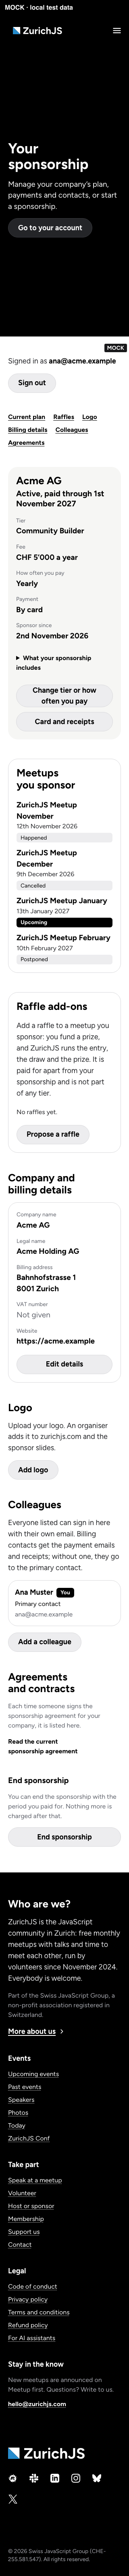 MOCK - local test data
ZurichJS
Your
sponsorship
Manage your company's plan,
payments and contacts, or start
a sponsorship.
Go to your account
MOCK
Signed in as ana@acme.example
Sign out
Current plan Raffles Logo
Billing details Colleagues
Agreements
Acme AG
Active, paid through 1st
November 2027
Tier
Community Builder
Fee
CHF 5'000 a year
How often you pay
Yearly
Payment
By card
Sponsor since
2nd November 2026
▶ What your sponsorship
includes
Change tier or how
often you pay
Card and receipts
Meetups
you sponsor
ZurichJS Meetup
November
12th November 2026
Happened
ZurichJS Meetup
December
9th December 2026
Cancelled
ZurichJS Meetup January
13th January 2027
Upcoming
ZurichJS Meetup February
10th February 2027
Postponed
Raffle add-ons
Add a raffle to a meetup you
sponsor: you fund a prize,
and ZurichJS runs the entry,
the draw and the prize. It is
paid for apart from your
sponsorship and is not part
of any tier.
No raffles yet.
Propose a raffle
Company and
billing details
Company name
Acme AG
Legal name
Acme Holding AG
Billing address
Bahnhofstrasse 1
8001 Zurich
VAT number
Not given
Website
https://acme.example
Edit details
Logo
Upload your logo. An organiser
adds it to zurichjs.com and the
sponsor slides.
Add logo
Colleagues
Everyone listed can sign in here
with their own email. Billing
contacts get the payment emails
and receipts; without one, they go
to the primary contact.
Ana Muster You
Primary contact
ana@acme.example
Add a colleague
Agreements
and contracts
Each time someone signs the
sponsorship agreement for your
company, it is listed here.
Read the current
sponsorship agreement
End sponsorship
You can end the sponsorship within the
period you paid for. Nothing more is
charged after that.
End sponsorship
Who are we?
ZurichJS is the JavaScript
community in Zurich: free monthly
meetups with talks and time to
meet each other, run by
volunteers since November 2024.
Everybody is welcome.
Part of the Swiss JavaScript Group, a
non-profit association registered in
Switzerland.
More about us
Events
Upcoming events
Past events
Speakers
Photos
Today
ZurichJS Conf
Take part
Speak at a meetup
Volunteer
Host or sponsor
Membership
Support us
Contact
Legal
Code of conduct
Privacy policy
Terms and conditions
Refund policy
For AI assistants
Stay in the know
New meetups are announced on
Meetup first. Questions? Write to us.
hello@zurichjs.com
ZurichJS
© 2026 Swiss JavaScript Group (CHE-
255.581.547). All rights reserved.